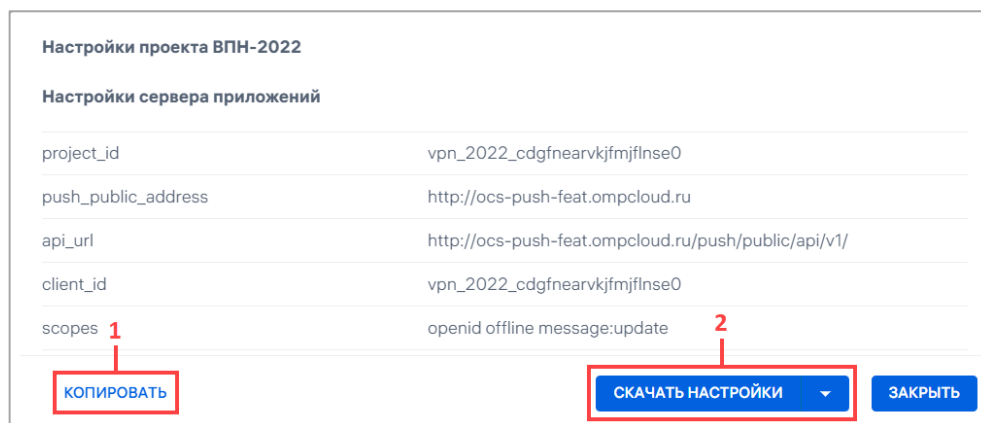 Настройки проекта ВПН-2022
Настройки сервера приложений
project_id vpn_2022_cdgfnearvkjfmjflnse0
push_public_address http://ocs-push-feat.ompcloud.ru
api_url http://ocs-push-feat.ompcloud.ru/push/public/api/v1/
client_id vpn_2022_cdgfnearvkjfmjflnse0
scopes openid offline message:update
1 2
КОПИРОВАТЬ СКАЧАТЬ НАСТРОЙКИ ЗАКРЫТЬ